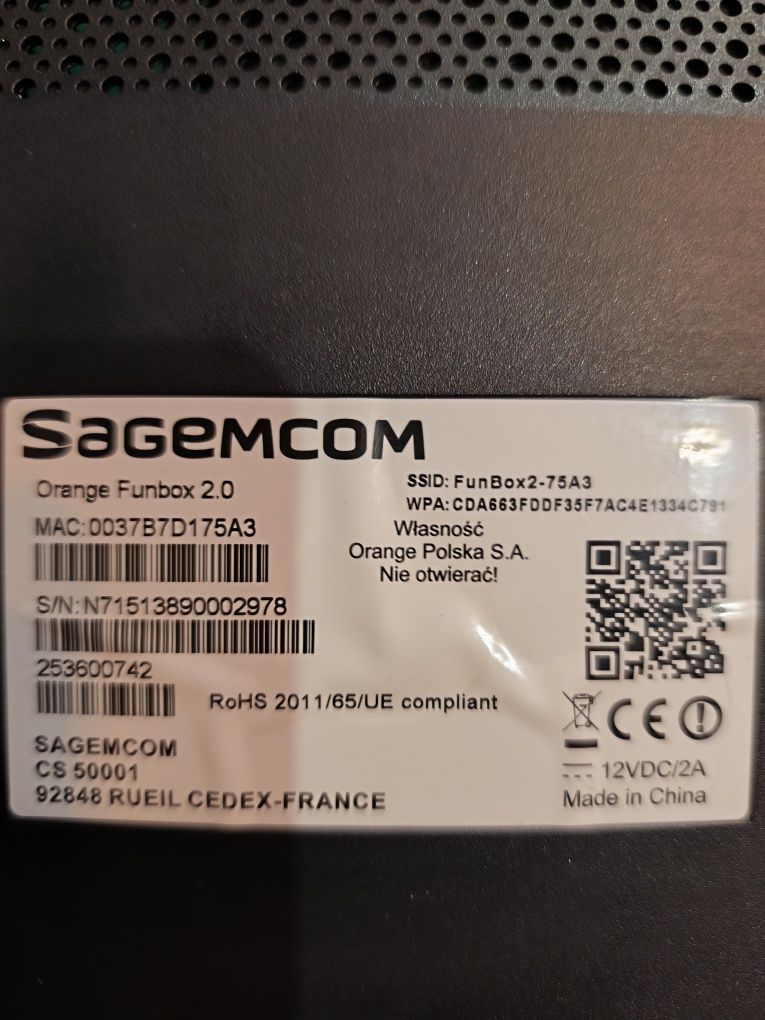 SAGEMCOM
Orange Funbox 2.0
SSID: FunBox2-75A3
WPA: CDA663FDDF35F7AC4E1334C791
MAC:0037B7D175A3
Własność
Orange Polska S.A.
Nie otwierać!
S/N:N71513890002978
253600742
RoHS 2011/65/UE compliant
SAGEMCOM
CS 50001
92848 RUEIL CEDEX-FRANCE
CE
12VDC/2A
Made in China